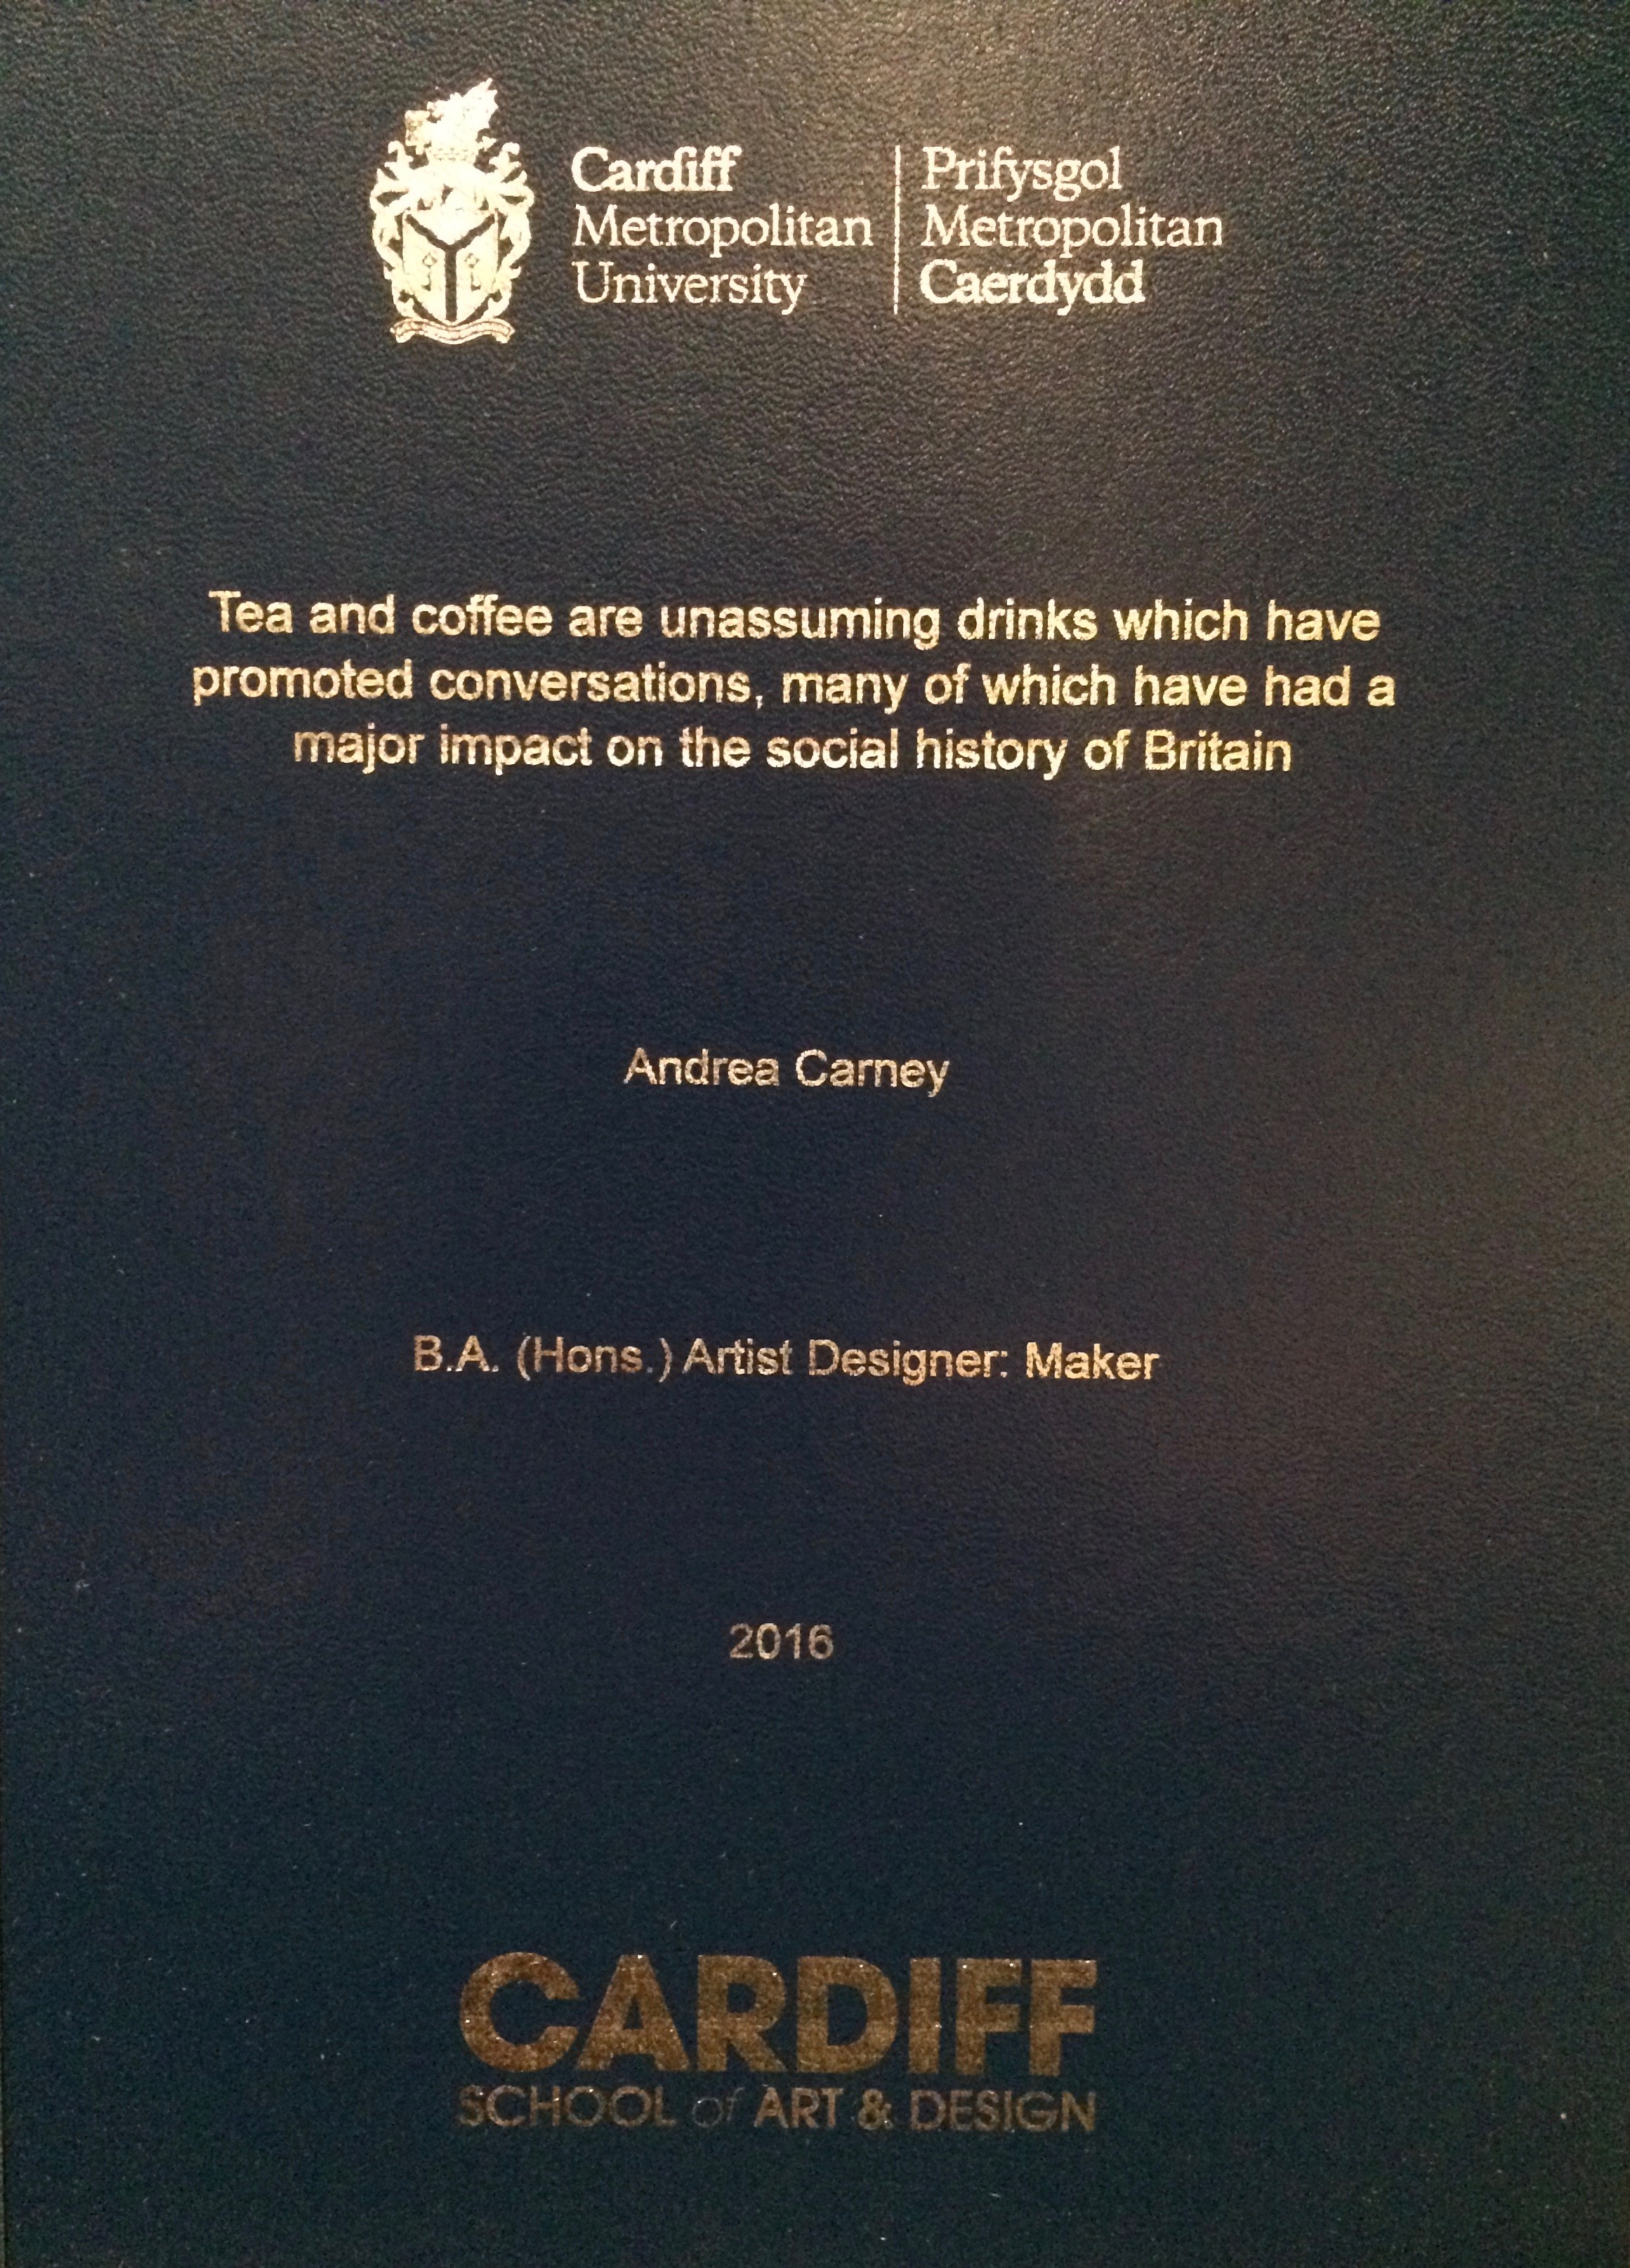 Cardiff
Metropolitan
University
Prifysgol
Metropolitan
Caerdydd
Tea and coffee are unassuming drinks which have
promoted conversations, many of which have had a
major impact on the social history of Britain
Andrea Carney
B.A. (Hons.) Artist Designer: Maker
2016
CARDIFF
SCHOOL of ART & DESIGN